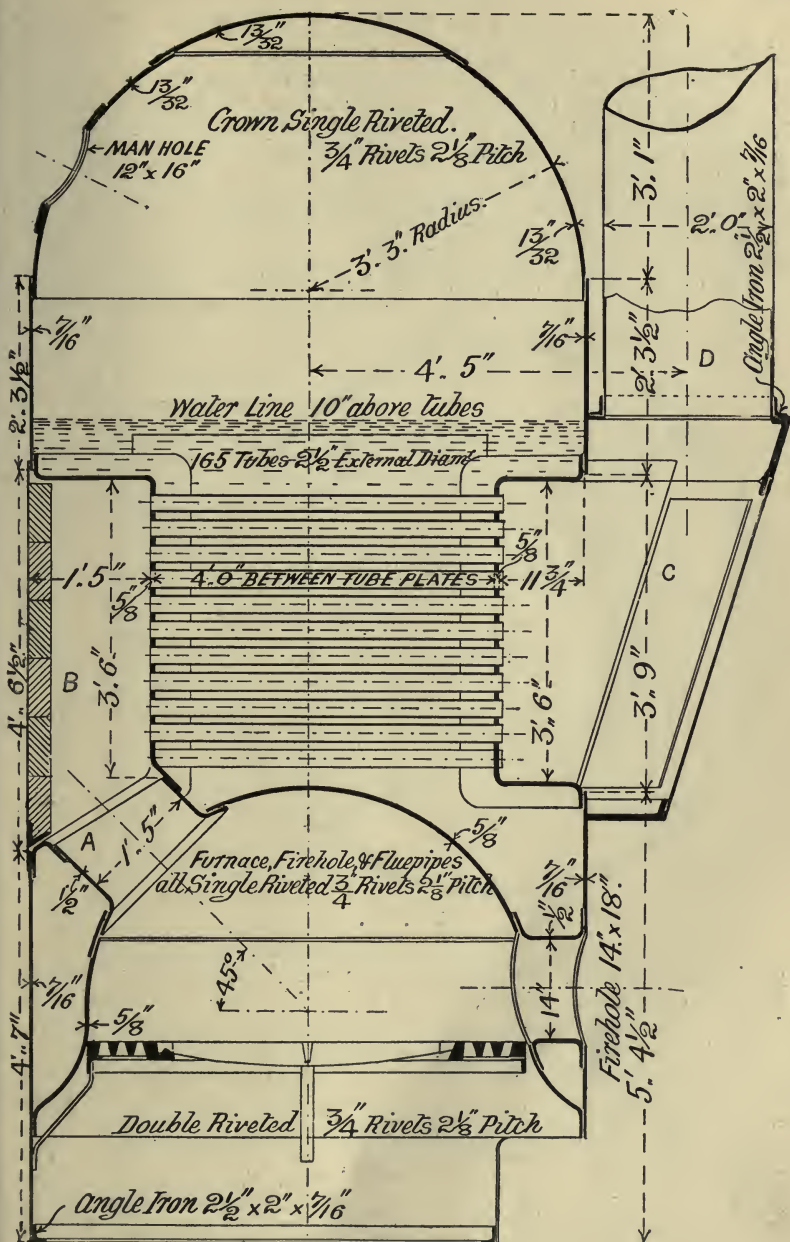 13/32"
13/32"
MAN HOLE
12" x 16"
Crown Single Riveted.
3/4" Rivets 2 1/8" Pitch
3'. 3." Radius.
13/32"
3'. 1"
2'. 0"
Angle Iron 2 1/2" x 2" x 7/16
7/16"
7/16"
2'. 3 1/2"
2'. 3 1/2"
4'. 5"
D
Water Line 10" above tubes
165 Tubes 2 1/2" External Diamr
5/8"
1'. 5"
5/8"
4'. 0" BETWEEN TUBE PLATES
11 3/4"
C
B
3'. 6"
3'. 6"
3'. 9"
4'. 6 1/2"
A
1'. 5"
1/2"
5/8"
Furnace, Firehole, & Fluepipes
all Single Riveted 3/4" Rivets 2 1/8" Pitch
7/16"
1/2"
45°
14"
Firehole 14" x 18".
5'. 4 1/2"
7/16"
5/8"
4'. 7"
Double Riveted 3/4" Rivets 2 1/8" Pitch
Angle Iron 2 1/2" x 2" x 7/16"